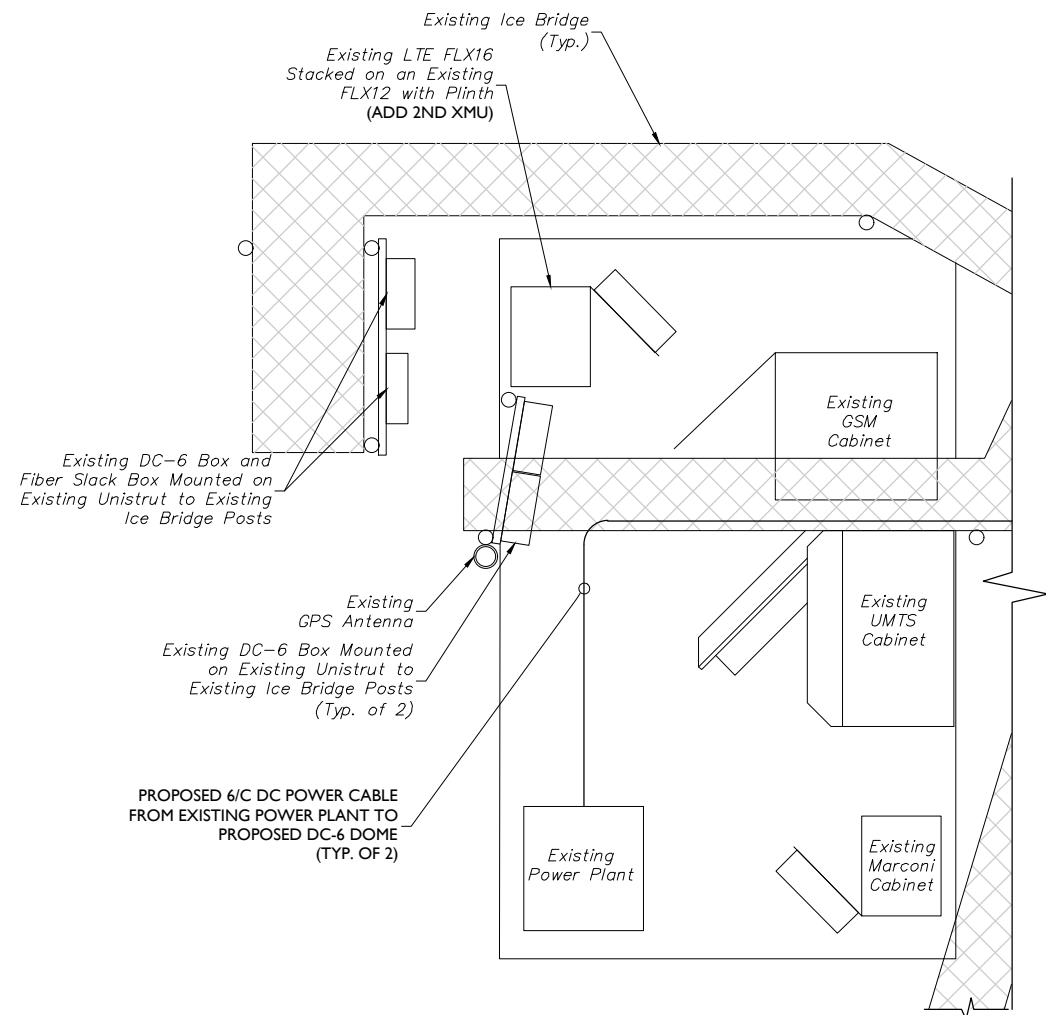 Existing Ice Bridge
(Typ.)
Existing LTE FLX16
Stacked on an Existing
FLX12 with Plinth
(ADD 2ND XMU)
Existing
GSM
Cabinet
Existing DC-6 Box and
Fiber Slack Box Mounted on
Existing Unistrut to Existing
Ice Bridge Posts
Existing
GPS Antenna
Existing
UMTS
Cabinet
Existing DC-6 Box Mounted
on Existing Unistrut to
Existing Ice Bridge Posts
(Typ. of 2)
PROPOSED 6/C DC POWER CABLE
FROM EXISTING POWER PLANT TO
PROPOSED DC-6 DOME
(TYP. OF 2)
Existing
Power Plant
Existing
Marconi
Cabinet